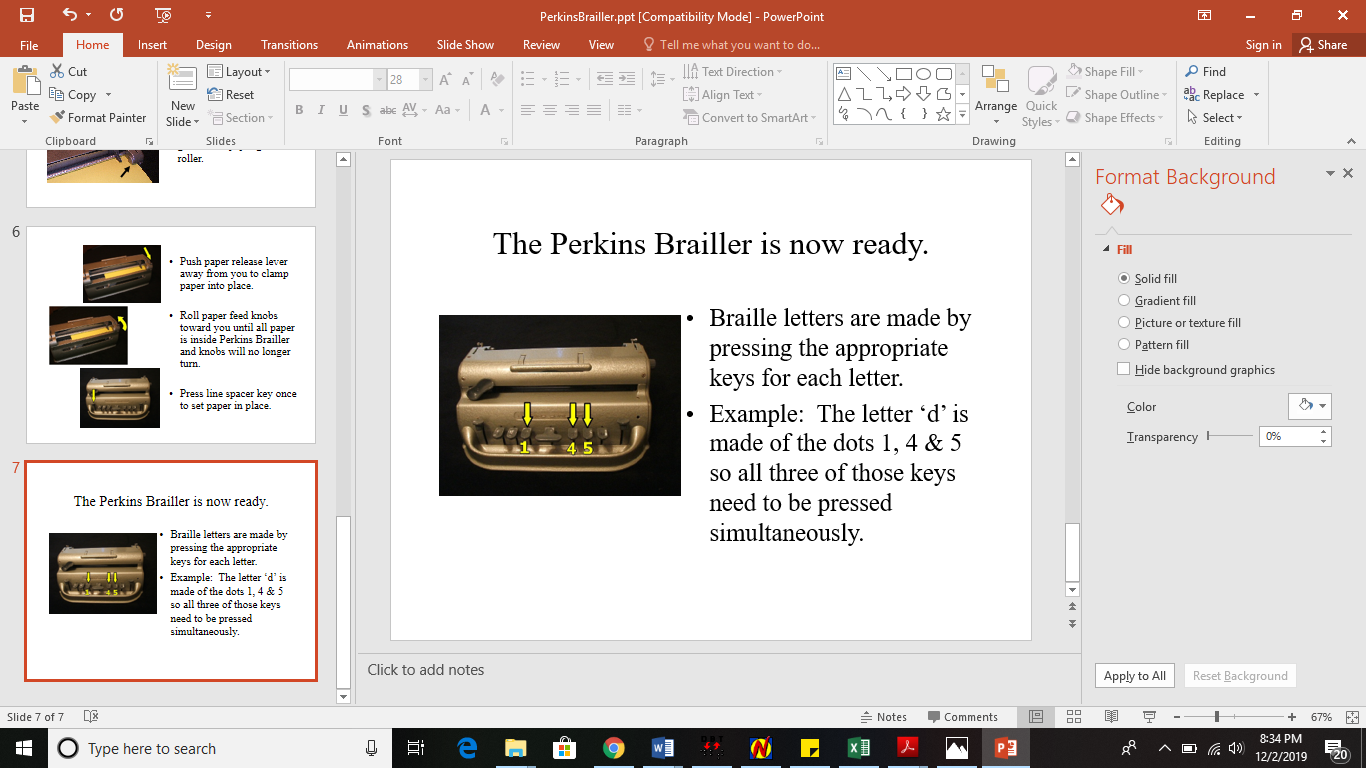 PerkinsBrailler.ppt [Compatibility Mode] - PowerPoint
File
Home
Insert
Design
Transitions
Animations
Slide Show
Review
View
Tell me what you want to do...
Sign in
Share
Paste
Cut
Copy
Format Painter
Clipboard
New
Slide
Layout
Reset
Section
Slides
28
Font
Text Direction
Align Text
Convert to SmartArt
Paragraph
Arrange
Quick
Styles
Shape Fill
Shape Outline
Shape Effects
Drawing
Find
Replace
Select
Editing
roller.
6
• Push paper release lever
away from you to clamp
paper into place.
• Roll paper feed knobs
toward you until all paper
is inside Perkins Brailler
and knobs will no longer
turn.
• Press line spacer key once
to set paper in place.
7
The Perkins Brailler is now ready.
• Braille letters are made by
pressing the appropriate
keys for each letter.
• Example: The letter ‘d’ is
made of the dots 1, 4 & 5
so all three of those keys
need to be pressed
simultaneously.
1 4 5
The Perkins Brailler is now ready.
• Braille letters are made by
pressing the appropriate
keys for each letter.
• Example: The letter ‘d’ is
made of the dots 1, 4 & 5
so all three of those keys
need to be pressed
simultaneously.
1 4 5
Click to add notes
Format Background
Fill
Solid fill
Gradient fill
Picture or texture fill
Pattern fill
Hide background graphics
Color
Transparency 0%
Apply to All
Reset Background
Slide 7 of 7
Notes
Comments
67%
Type here to search
8:34 PM
12/2/2019
20